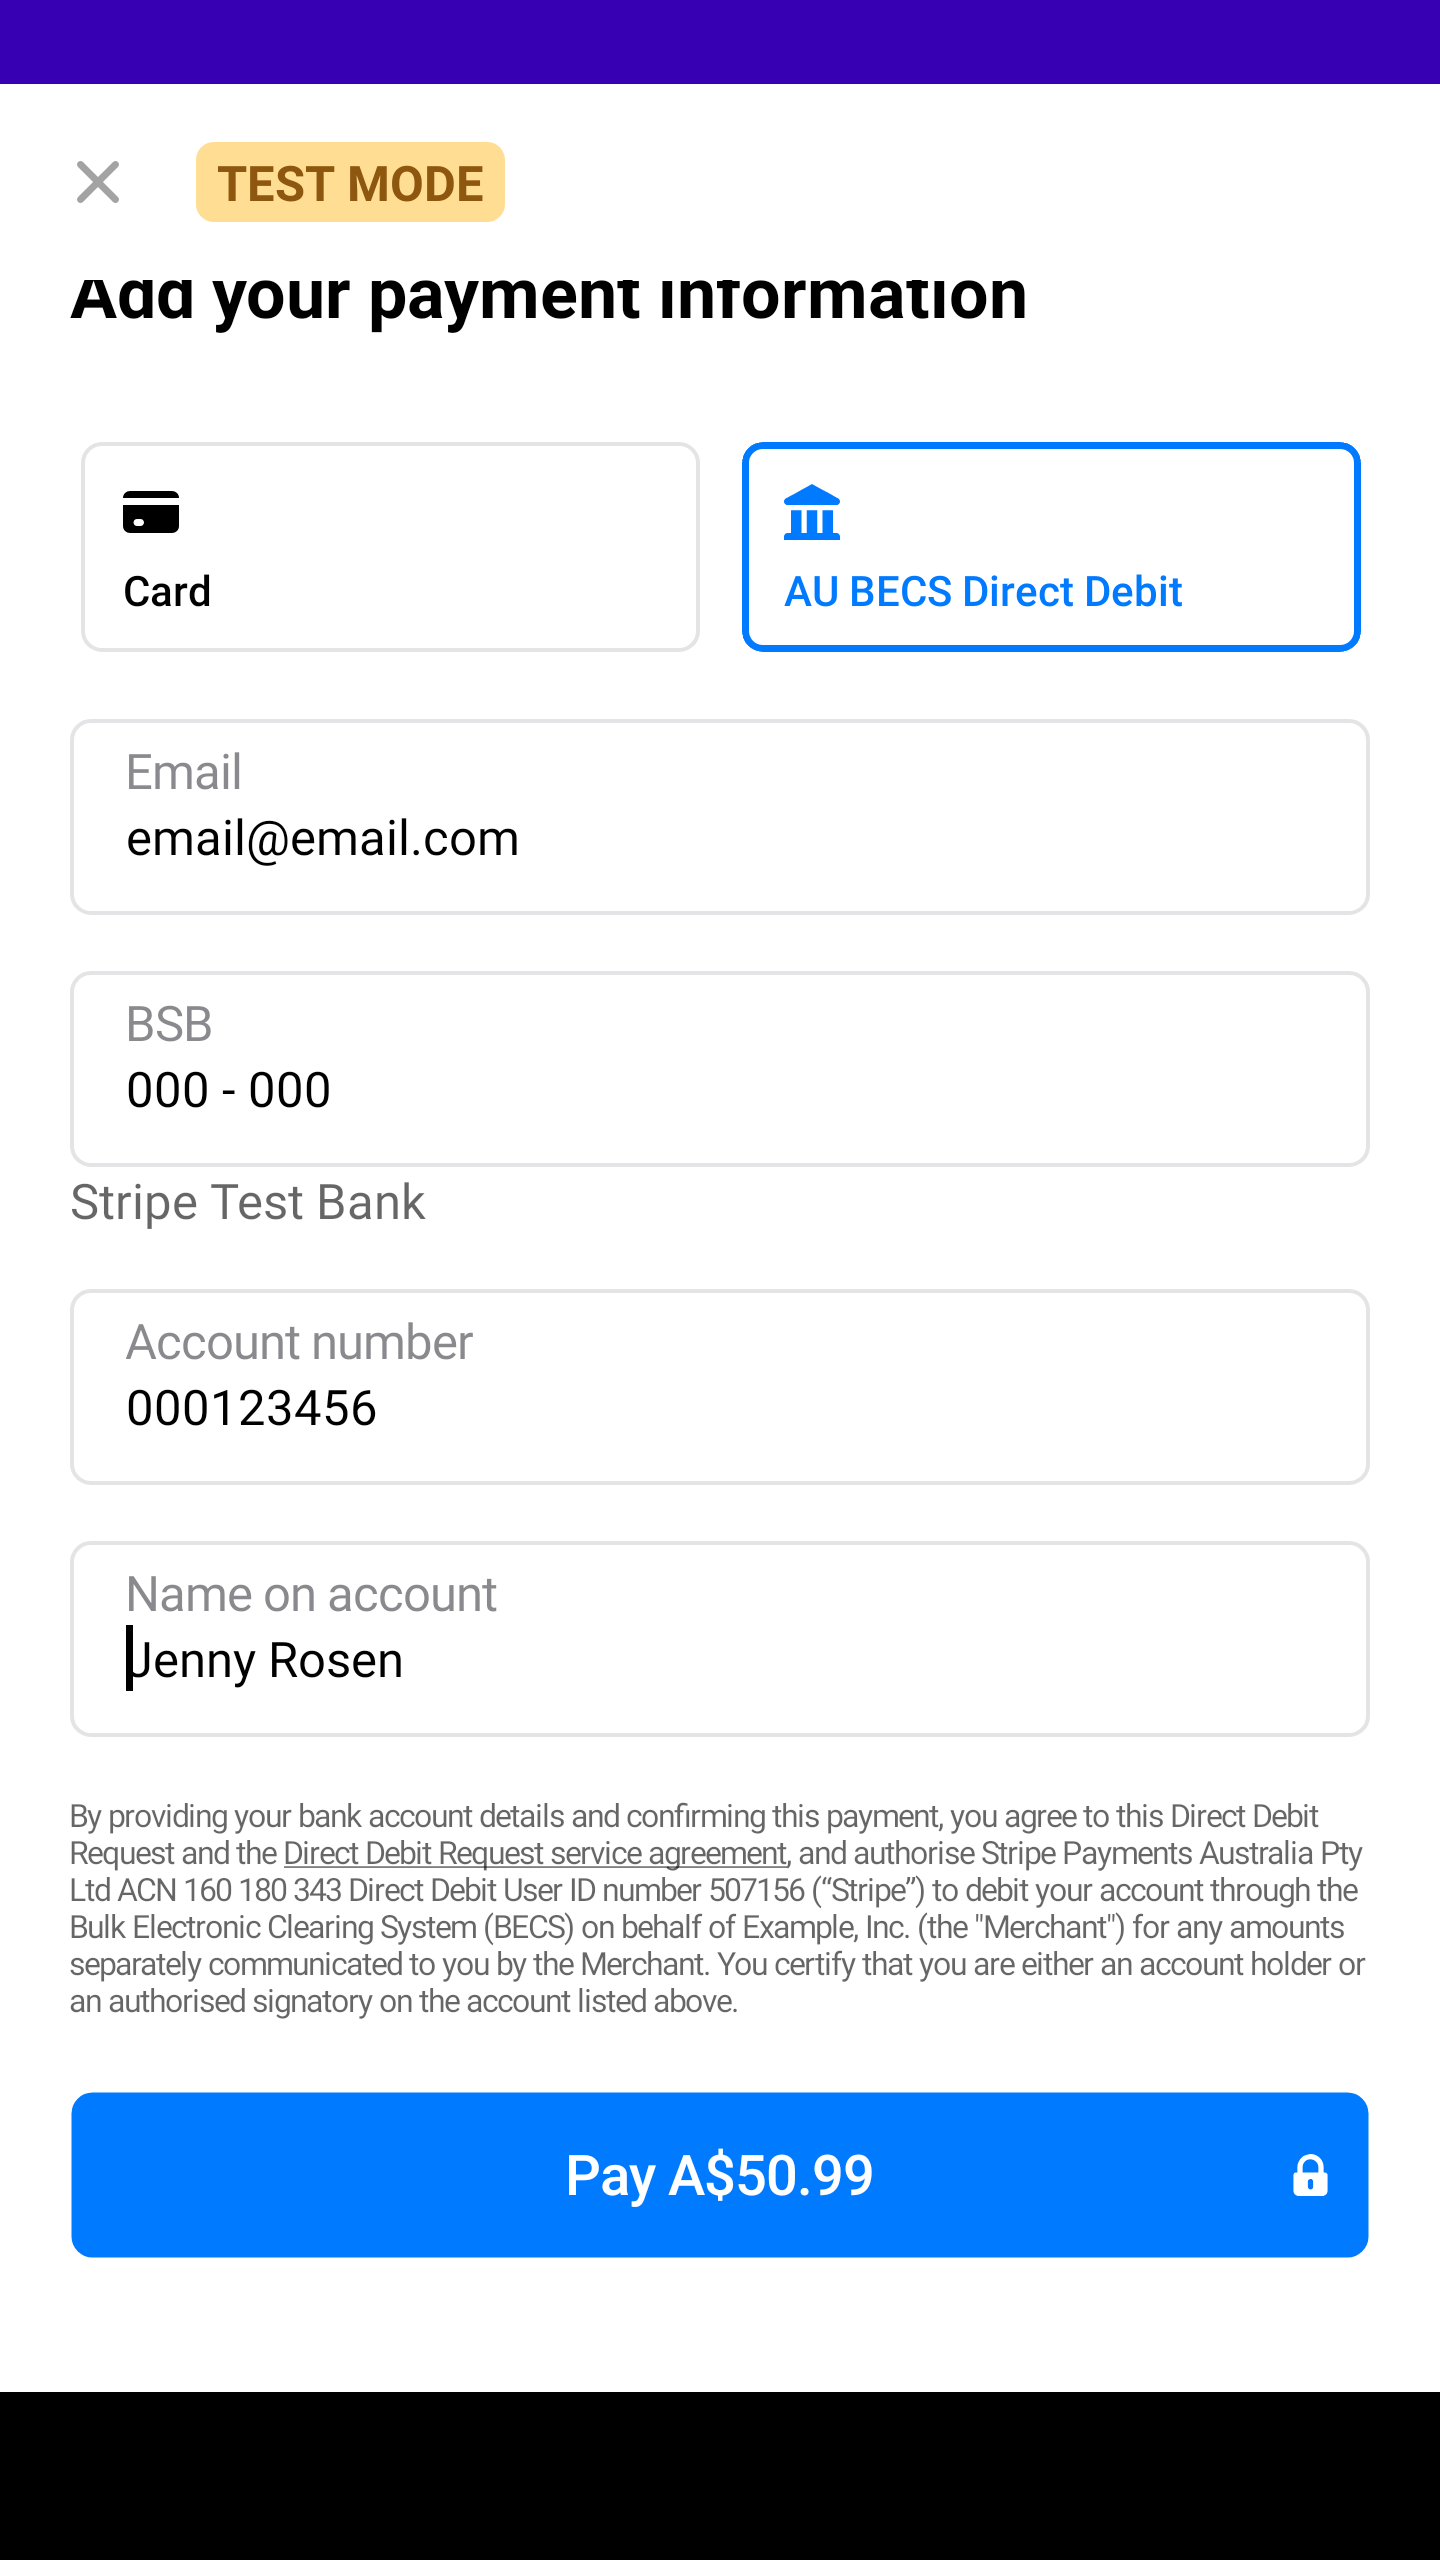 TEST MODE
Add your payment information
Card
AU BECS Direct Debit
Email
email@email.com
BSB
000 - 000
Stripe Test Bank
Account number
000123456
Name on account
Jenny Rosen
By providing your bank account details and confirming this payment, you agree to this Direct Debit
Request and the Direct Debit Request service agreement, and authorise Stripe Payments Australia Pty
Ltd ACN 160 180 343 Direct Debit User ID number 507156 (“Stripe”) to debit your account through the
Bulk Electronic Clearing System (BECS) on behalf of Example, Inc. (the "Merchant") for any amounts
separately communicated to you by the Merchant. You certify that you are either an account holder or
an authorised signatory on the account listed above.
Pay A$50.99